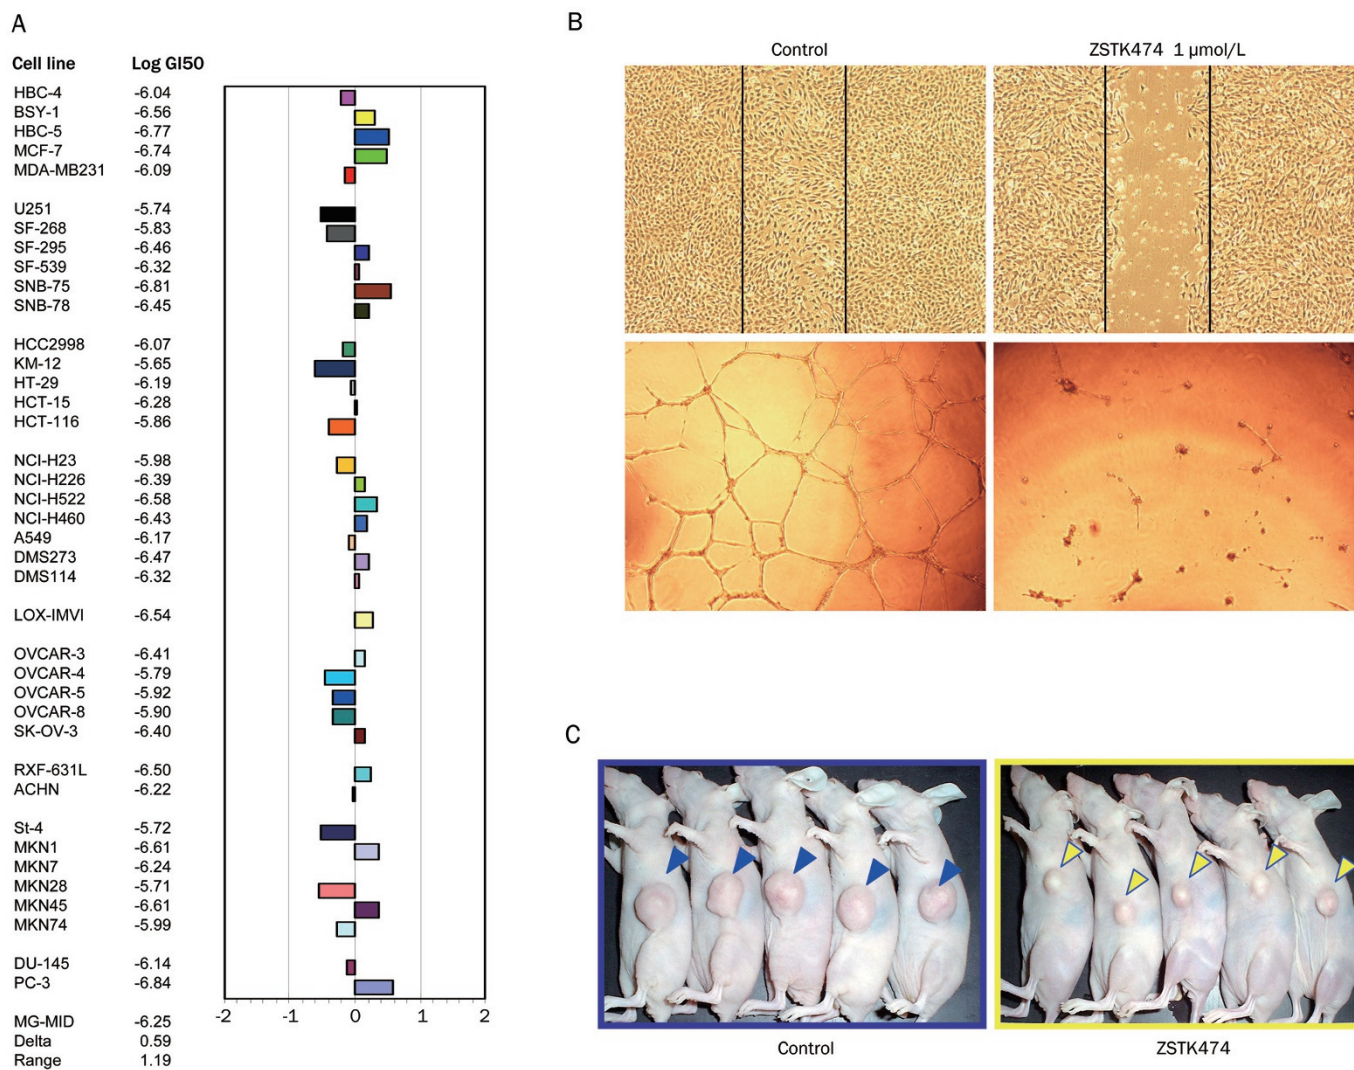 A
Cell line Log GI50
HBC-4 -6.04
BSY-1 -6.56
HBC-5 -6.77
MCF-7 -6.74
MDA-MB231 -6.09
U251 -5.74
SF-268 -5.83
SF-295 -6.46
SF-539 -6.32
SNB-75 -6.81
SNB-78 -6.45
HCC2998 -6.07
KM-12 -5.65
HT-29 -6.19
HCT-15 -6.28
HCT-116 -5.86
NCI-H23 -5.98
NCI-H226 -6.39
NCI-H522 -6.58
NCI-H460 -6.43
A549 -6.17
DMS273 -6.47
DMS114 -6.32
LOX-IMVI -6.54
OVCAR-3 -6.41
OVCAR-4 -5.79
OVCAR-5 -5.92
OVCAR-8 -5.90
SK-OV-3 -6.40
RXF-631L -6.50
ACHN -6.22
St-4 -5.72
MKN1 -6.61
MKN7 -6.24
MKN28 -5.71
MKN45 -6.61
MKN74 -5.99
DU-145 -6.14
PC-3 -6.84
MG-MID -6.25
Delta 0.59
Range 1.19
-2 -1 0 1 2
B
Control ZSTK474 1 µmol/L
C
Control ZSTK474